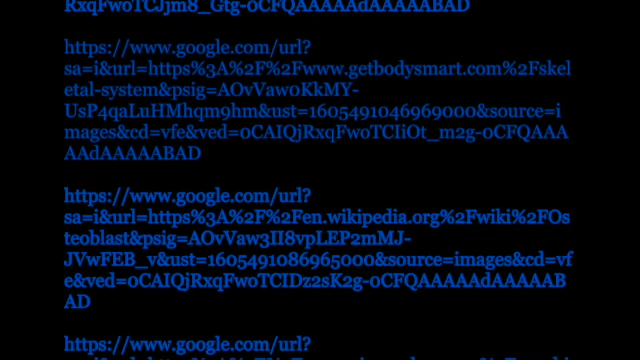 RxqFwoTCJjm8_Gtg-0CFQAAAAAdAAAAABAD
https://www.google.com/url?
sa=i&url=https%3A%2F%2Fwww.getbodysmart.com%2Fskel
etal-system&psig=AOvVaw0KkMY-
UsP4qaLuHMhqm9hm&ust=1605491046969000&source=i
mages&cd=vfe&ved=0CAIQjRxqFwoTCIiOt_m2g-0CFQAAA
AAdAAAAABAD
https://www.google.com/url?
sa=i&url=https%3A%2F%2Fen.wikipedia.org%2Fwiki%2FOs
teoblast&psig=AOvVaw3II8vpLEP2mMJ-
JVwFEB_v&ust=1605491086965000&source=images&cd=vf
e&ved=0CAIQjRxqFwoTCIDz2sK2g-0CFQAAAAAdAAAAAB
AD
https://www.google.com/url?